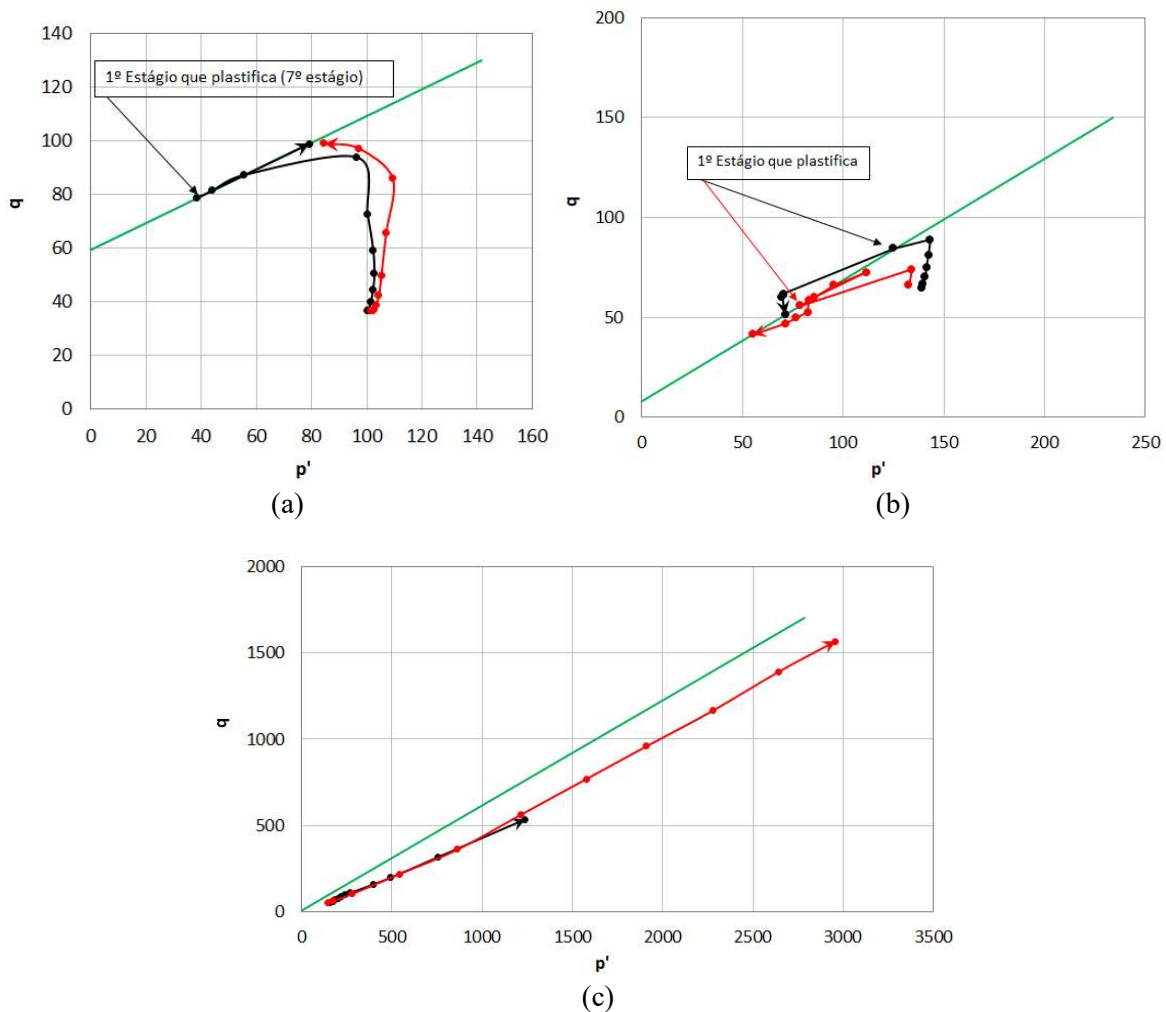 140
120
100
80
60
40
20
0
q
1º Estágio que plastifica (7º estágio)
0 20 40 60 80 100 120 140 160
p'
(a)
200
150
100
50
0
q
1º Estágio que plastifica
0 50 100 150 200 250
p'
(b)
2000
1500
1000
500
0
q
0 500 1000 1500 2000 2500 3000 3500
p'
(c)